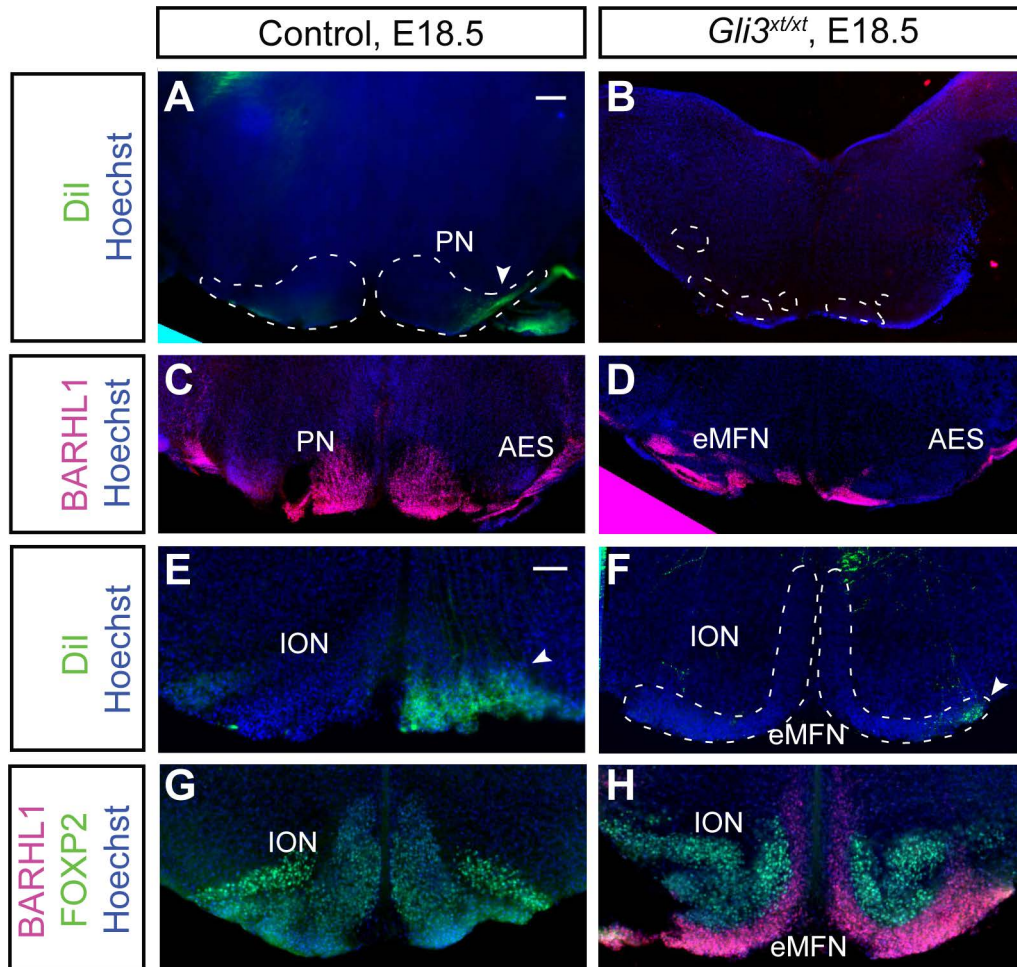 Control, E18.5
Gli3xt/xt, E18.5
DiI
Hoechst
A
PN
B
BARHL1
Hoechst
C
PN
AES
D
eMFN
AES
DiI
Hoechst
E
ION
F
ION
eMFN
BARHL1
FOXP2
Hoechst
G
ION
H
ION
eMFN